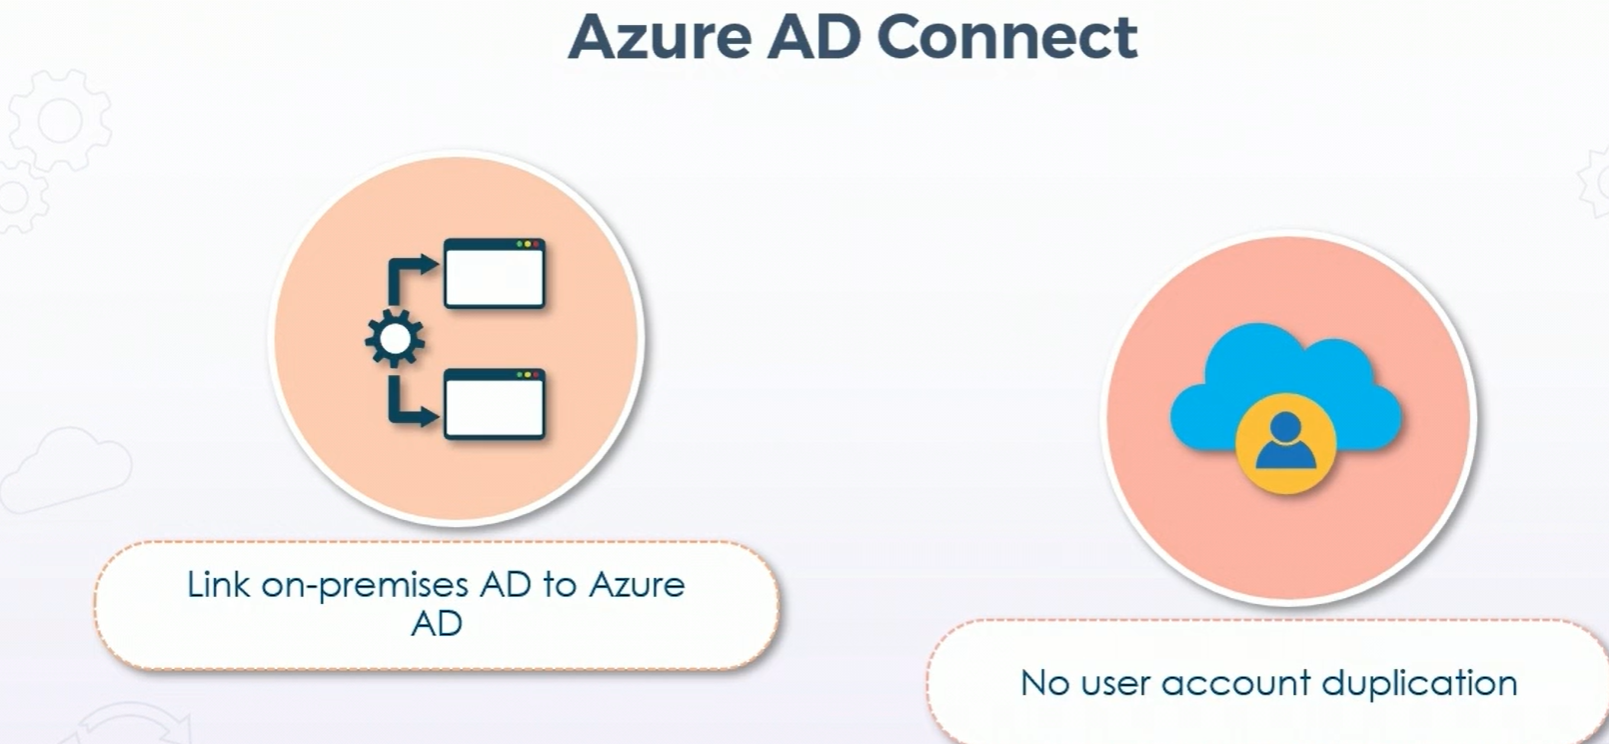 Azure AD Connect
Link on-premises AD to Azure
AD
No user account duplication